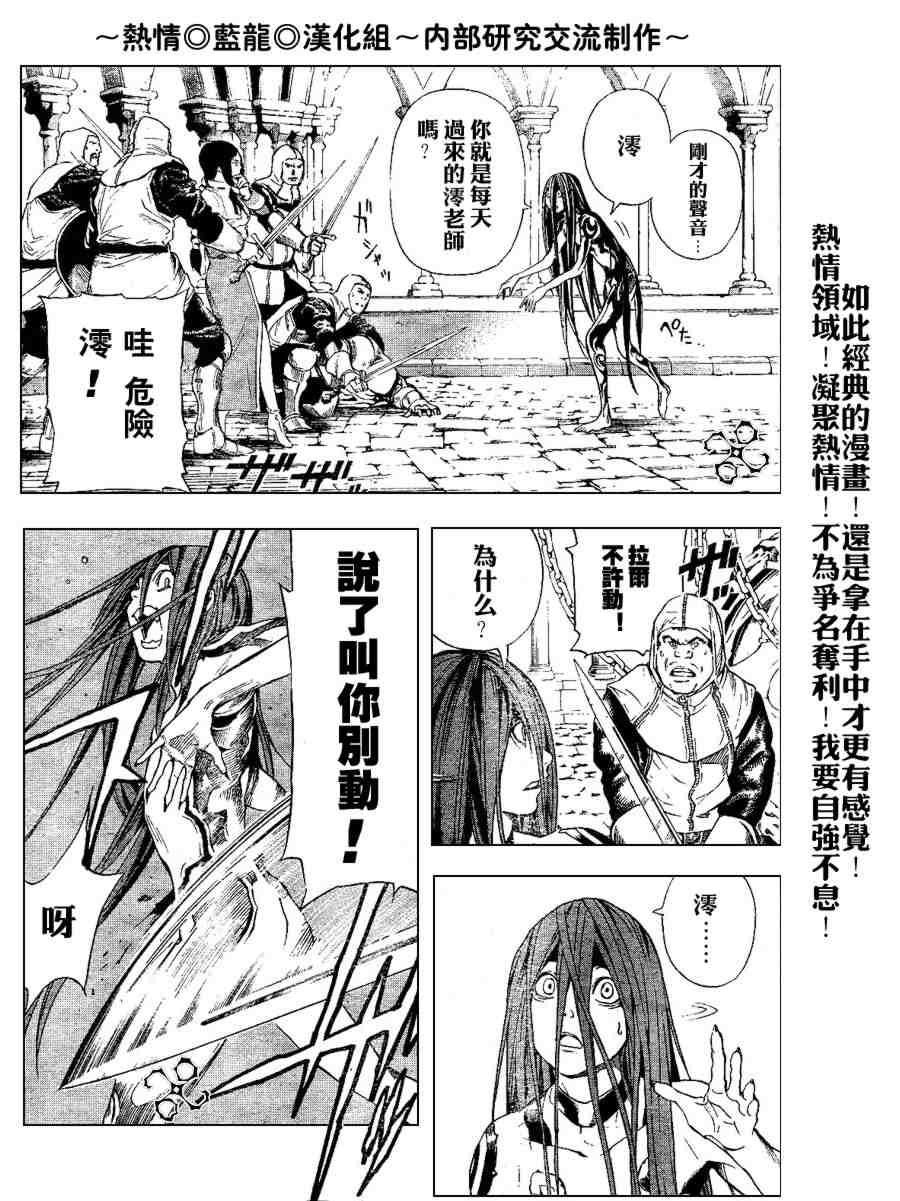 ～熱情◎藍龍◎漢化組～内部研究交流制作～
剛才的聲音…
澪
你就是每天
過來的澪老師
嗎？
ペた…
哇 危險
澪！
拉爾
不許動！
為什么？
澪……
說了叫你別動！
呀
如此經典的漫畫！還是拿在手中才更有感覺！
熱情領域！凝聚熱情！不為爭名奪利！我要自強不息！